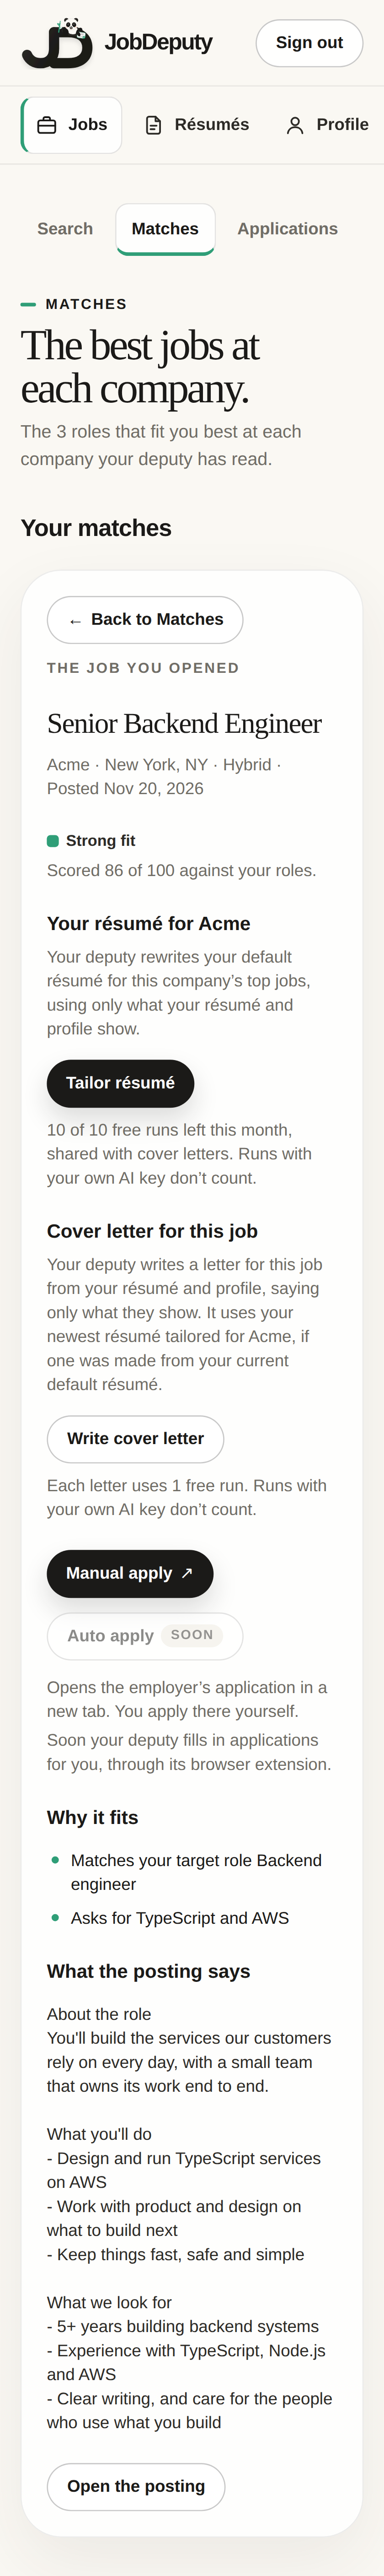 JobDeputy
Sign out
Jobs
Résumés
Profile
Search
Matches
Applications
MATCHES
The best jobs at
each company.
The 3 roles that fit you best at each
company your deputy has read.
Your matches
← Back to Matches
THE JOB YOU OPENED
Senior Backend Engineer
Acme · New York, NY · Hybrid ·
Posted Nov 20, 2026
Strong fit
Scored 86 of 100 against your roles.
Your résumé for Acme
Your deputy rewrites your default
résumé for this company’s top jobs,
using only what your résumé and
profile show.
Tailor résumé
10 of 10 free runs left this month,
shared with cover letters. Runs with
your own AI key don’t count.
Cover letter for this job
Your deputy writes a letter for this job
from your résumé and profile, saying
only what they show. It uses your
newest résumé tailored for Acme, if
one was made from your current
default résumé.
Write cover letter
Each letter uses 1 free run. Runs with
your own AI key don’t count.
Manual apply ↗
Auto apply SOON
Opens the employer’s application in a
new tab. You apply there yourself.
Soon your deputy fills in applications
for you, through its browser extension.
Why it fits
Matches your target role Backend
engineer
Asks for TypeScript and AWS
What the posting says
About the role
You'll build the services our customers
rely on every day, with a small team
that owns its work end to end.
What you'll do
- Design and run TypeScript services
on AWS
- Work with product and design on
what to build next
- Keep things fast, safe and simple
What we look for
- 5+ years building backend systems
- Experience with TypeScript, Node.js
and AWS
- Clear writing, and care for the people
who use what you build
Open the posting